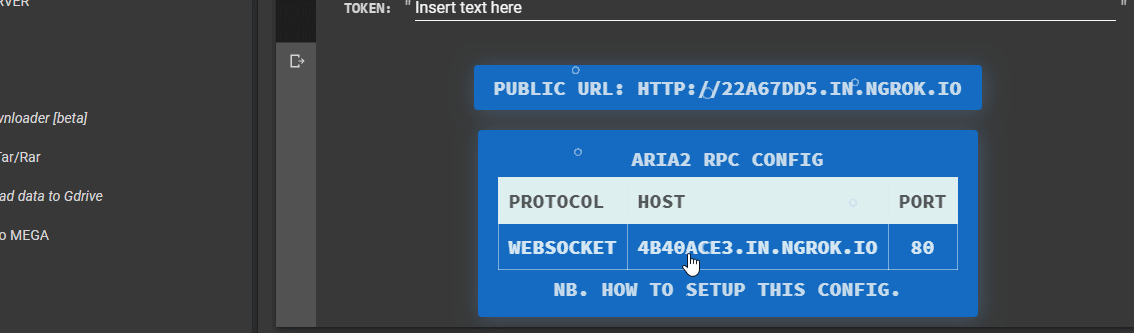 RVER
TOKEN: "Insert text here "
PUBLIC URL: HTTP://22A67DD5.IN.NGROK.IO
wnloader [beta]
ARIA2 RPC CONFIG
Tar/Rar
ad data to Gdrive
PROTOCOL HOST PORT
o MEGA
WEBSOCKET 4B40ACE3.IN.NGROK.IO 80
NB. HOW TO SETUP THIS CONFIG.